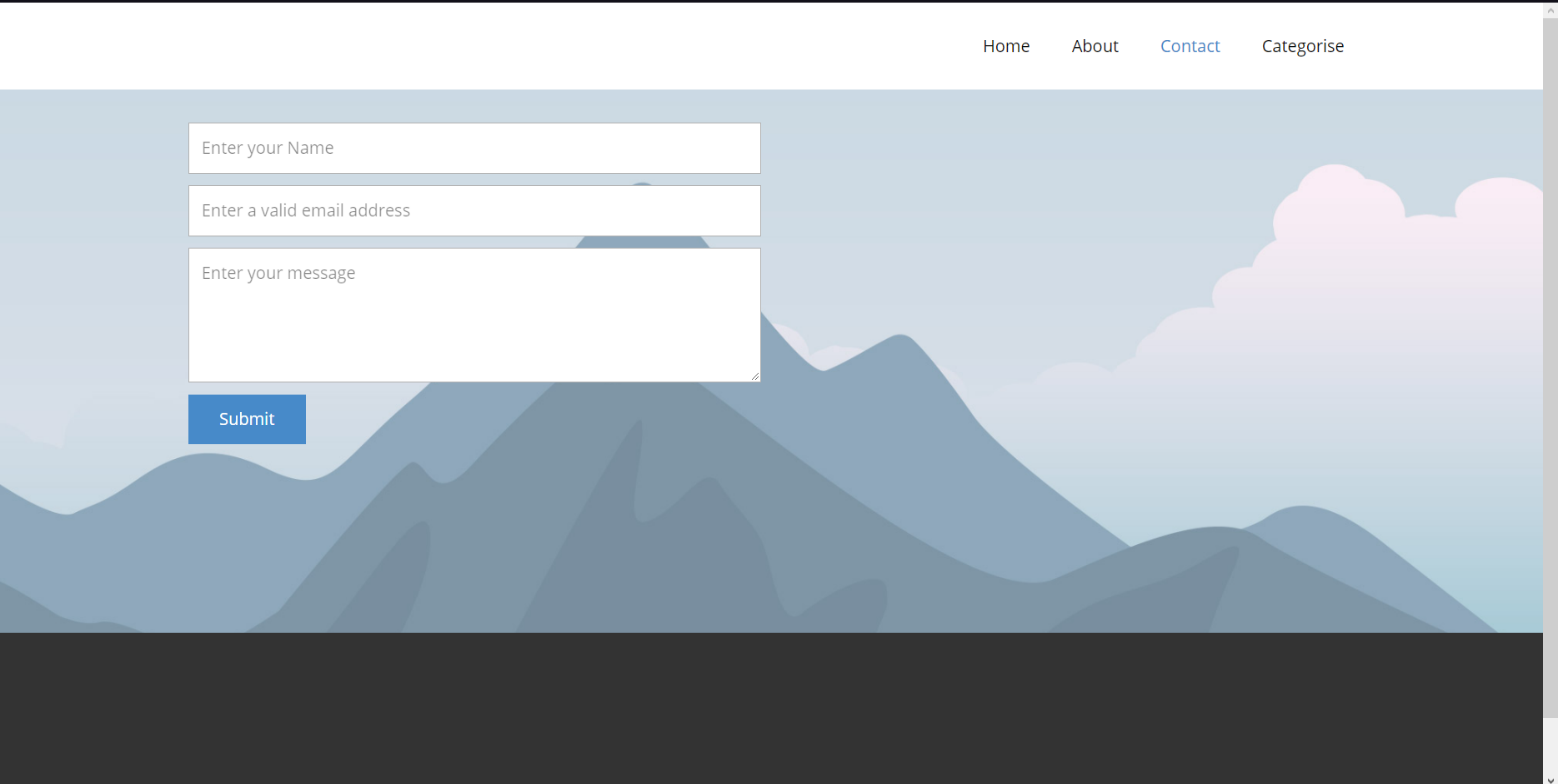 Home About Contact Categorise
Enter your Name
Enter a valid email address
Enter your message
Submit